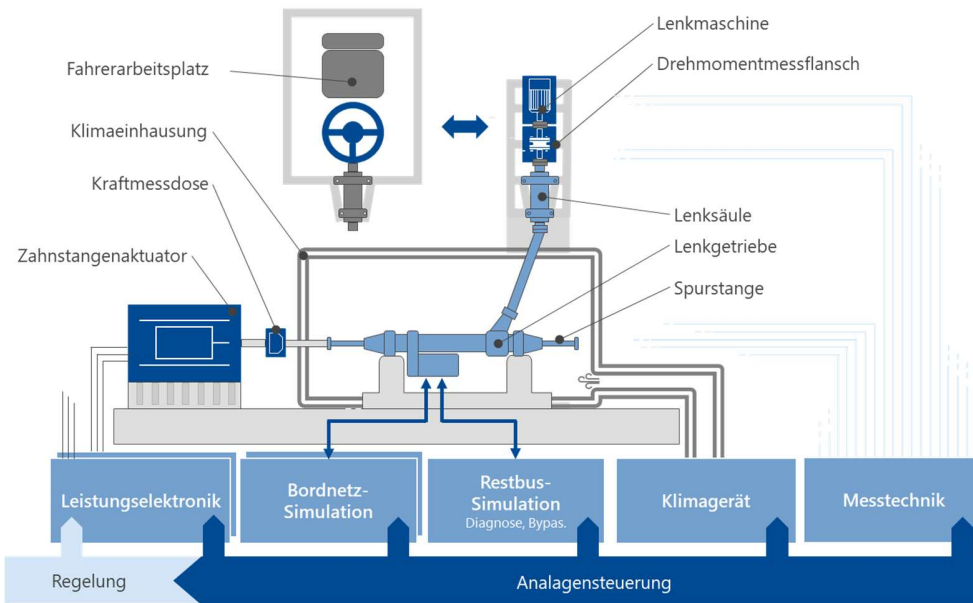 Lenkmaschine
Fahrerarbeitsplatz
Drehmomentmessflansch
Klimaeinhausung
Kraftmessdose
Lenksäule
Zahnstangenaktuator
Lenkgetriebe
Spurstange
Leistungselektronik
Bordnetz-
Simulation
Restbus-
Simulation
Diagnose, Bypas.
Klimagerät
Messtechnik
Regelung
Analagensteuerung